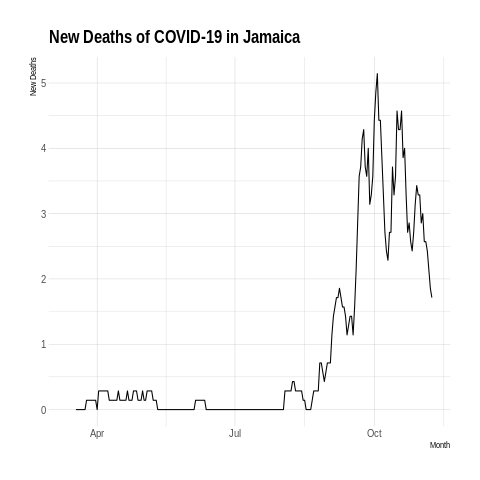 New Deaths of COVID-19 in Jamaica
New Deaths
5
4
3
2
1
0
Apr
Jul
Oct
Month